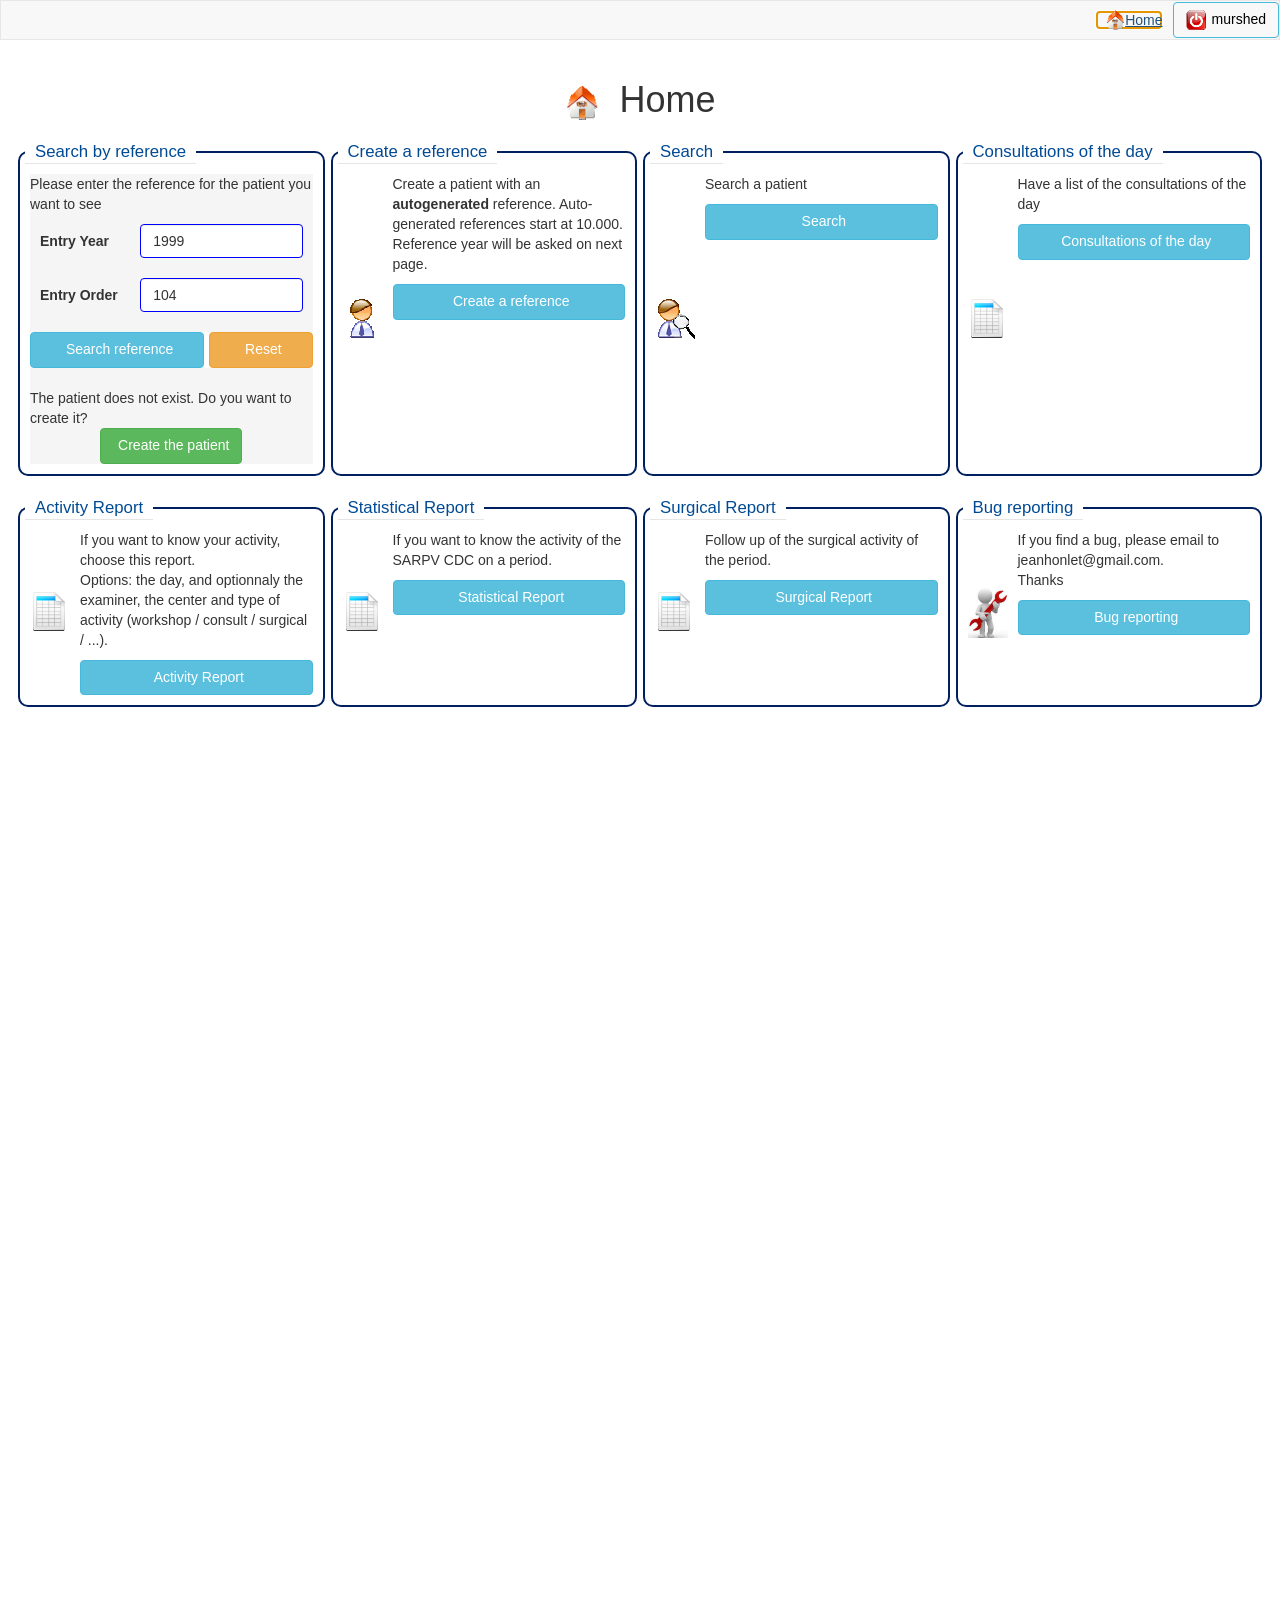 Home
murshed
Home
Search by reference
Please enter the reference for the patient you
want to see
Entry Year
1999
Entry Order
104
Search reference
Reset
The patient does not exist. Do you want to
create it?
Create the patient
Create a reference
Create a patient with an
autogenerated reference. Auto-
generated references start at 10.000.
Reference year will be asked on next
page.
Create a reference
Search
Search a patient
Search
Consultations of the day
Have a list of the consultations of the
day
Consultations of the day
Activity Report
If you want to know your activity,
choose this report.
Options: the day, and optionnaly the
examiner, the center and type of
activity (workshop / consult / surgical
/ ...).
Activity Report
Statistical Report
If you want to know the activity of the
SARPV CDC on a period.
Statistical Report
Surgical Report
Follow up of the surgical activity of
the period.
Surgical Report
Bug reporting
If you find a bug, please email to
jeanhonlet@gmail.com.
Thanks
Bug reporting